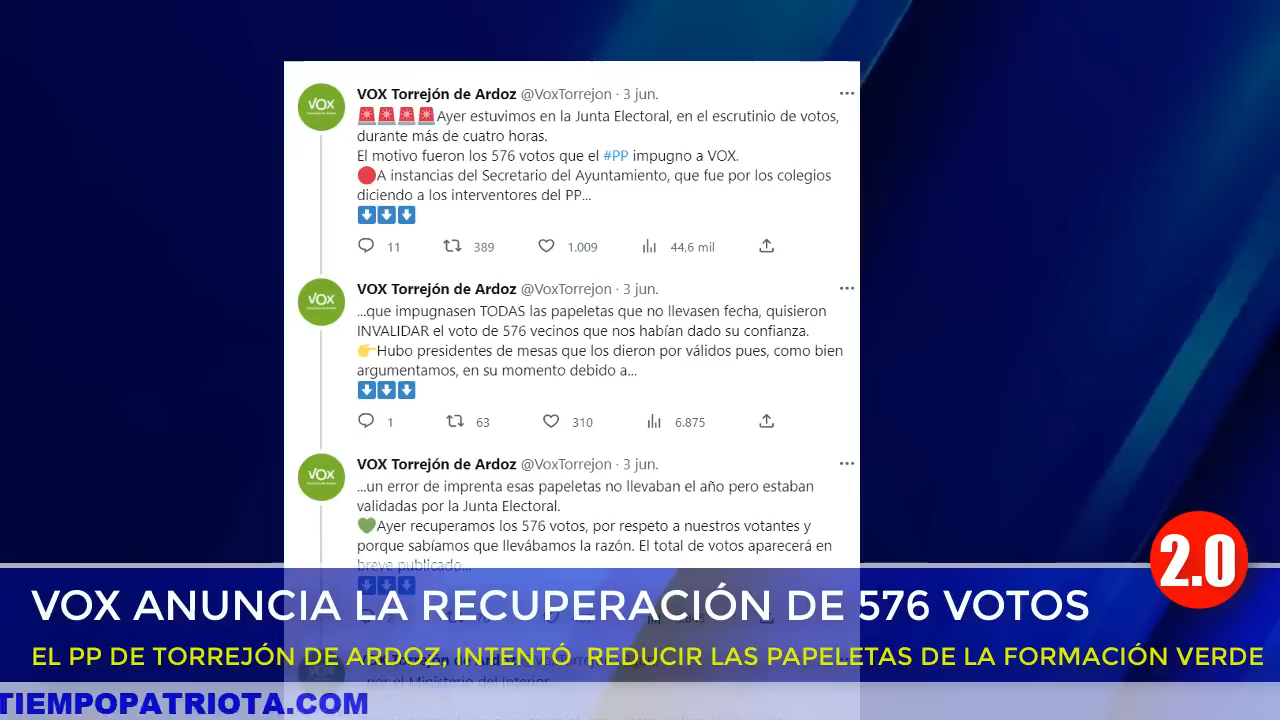 VOX Torrejón de Ardoz @VoxTorrejon · 3 jun.
🚨🚨🚨🚨Ayer estuvimos en la Junta Electoral, en el escrutinio de votos,
durante más de cuatro horas.
El motivo fueron los 576 votos que el #PP impugno a VOX.
🔴A instancias del Secretario del Ayuntamiento, que fue por los colegios
diciendo a los interventores del PP...
⬇️⬇️⬇️
11 389 1.009 44,6 mil
VOX Torrejón de Ardoz @VoxTorrejon · 3 jun.
...que impugnasen TODAS las papeletas que no llevasen fecha, quisieron
INVALIDAR el voto de 576 vecinos que nos habían dado su confianza.
👉Hubo presidentes de mesas que los dieron por válidos pues, como bien
argumentamos, en su momento debido a...
⬇️⬇️⬇️
1 63 310 6.875
VOX Torrejón de Ardoz @VoxTorrejon · 3 jun.
...un error de imprenta esas papeletas no llevaban el año pero estaban
validadas por la Junta Electoral.
💚Ayer recuperamos los 576 votos, por respeto a nuestros votantes y
porque sabíamos que llevábamos la razón. El total de votos aparecerá en
breve publicado...
⬇️⬇️⬇️
2.0
VOX ANUNCIA LA RECUPERACIÓN DE 576 VOTOS
EL PP DE TORREJÓN DE ARDOZ, INTENTÓ REDUCIR LAS PAPELETAS DE LA FORMACIÓN VERDE
...por el Ministerio del Interior.
TIEMPOPATRIOTA.COM